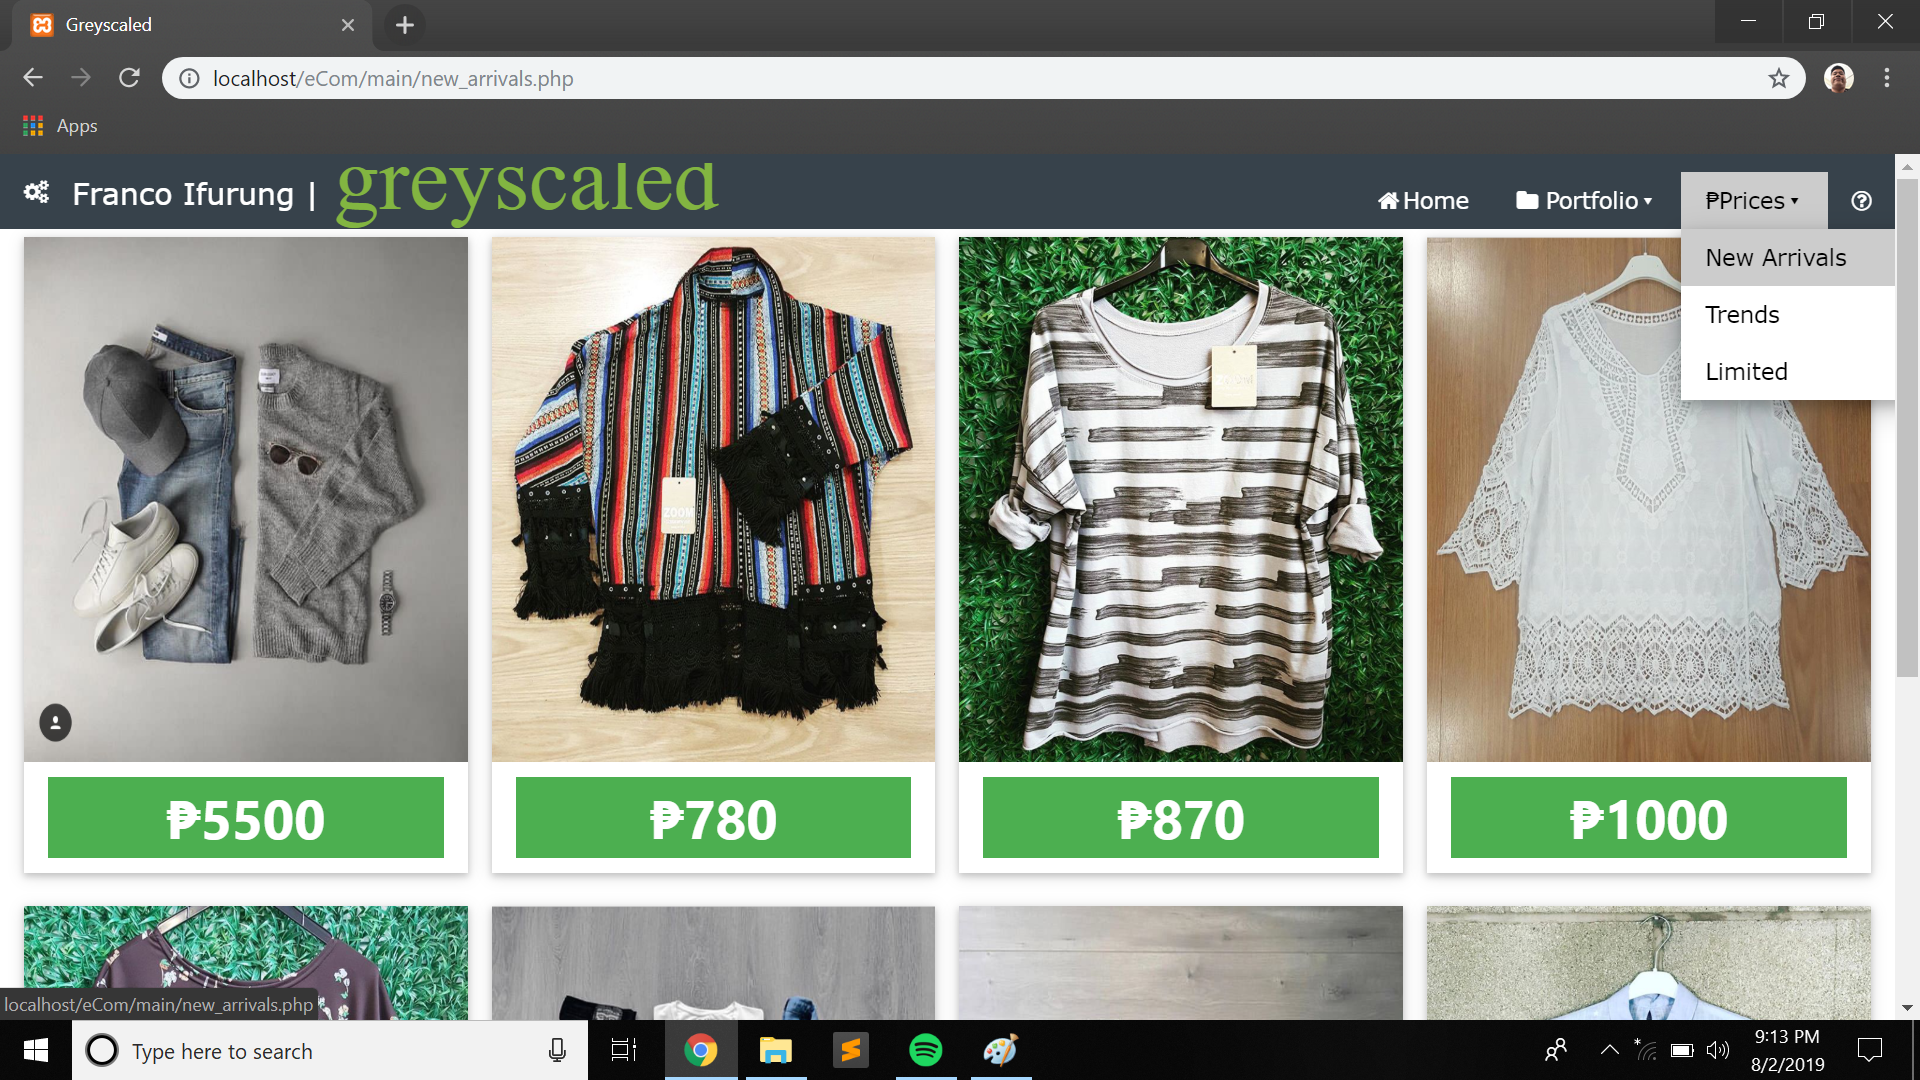 Greyscaled
localhost/eCom/main/new_arrivals.php
Apps
Franco Ifurung | greyscaled
Home
Portfolio
₱Prices
New Arrivals
Trends
Limited
ZOOM
₱5500
₱780
₱870
₱1000
localhost/eCom/main/new_arrivals.php
Type here to search
9:13 PM
8/2/2019